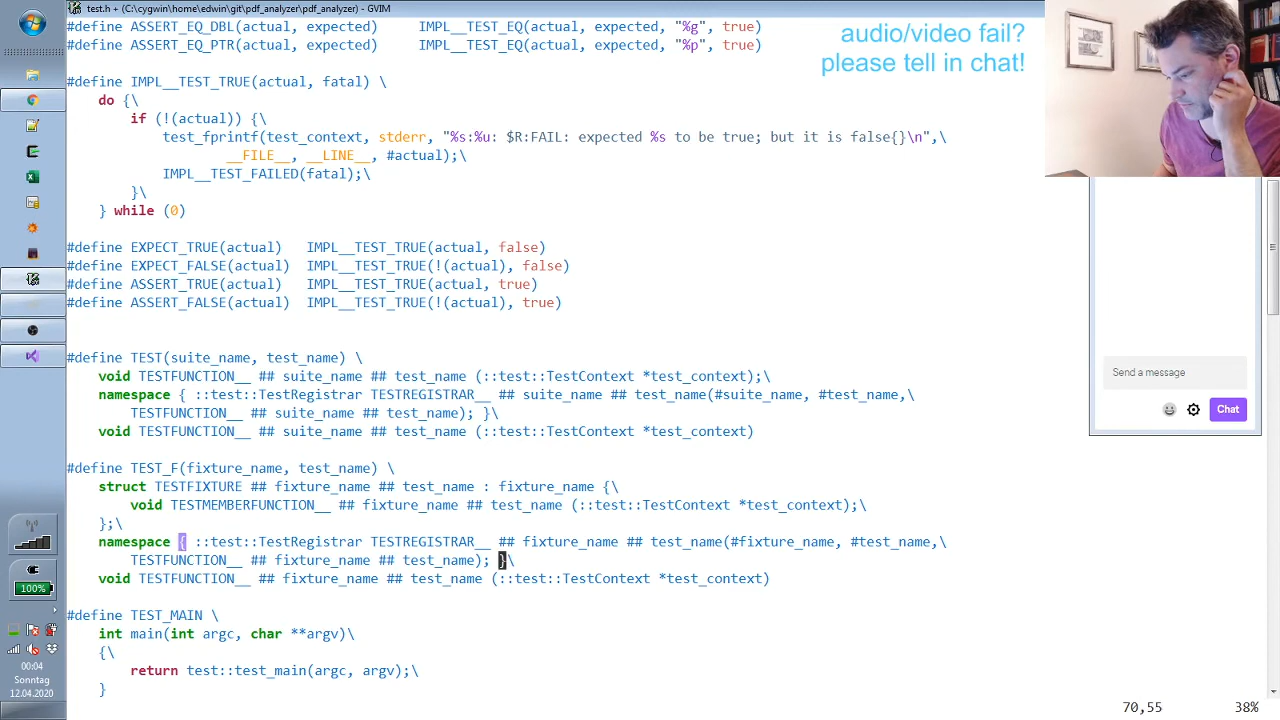 test.h + (C:\cygwin\home\edwin\git\pdf_analyzer\pdf_analyzer) - GVIM
#define ASSERT_EQ_DBL(actual, expected)     IMPL__TEST_EQ(actual, expected, "%g", true)
#define ASSERT_EQ_PTR(actual, expected)     IMPL__TEST_EQ(actual, expected, "%p", true)
audio/video fail?
please tell in chat!
#define IMPL__TEST_TRUE(actual, fatal) \
    do {\
        if (!(actual)) {\
            test_fprintf(test_context, stderr, "%s:%u: $R:FAIL: expected %s to be true; but it is false{}\n",\
                    __FILE__, __LINE__, #actual);\
            IMPL__TEST_FAILED(fatal);\
        }\
    } while (0)
#define EXPECT_TRUE(actual)   IMPL__TEST_TRUE(actual, false)
#define EXPECT_FALSE(actual)  IMPL__TEST_TRUE(!(actual), false)
#define ASSERT_TRUE(actual)   IMPL__TEST_TRUE(actual, true)
#define ASSERT_FALSE(actual)  IMPL__TEST_TRUE(!(actual), true)
#define TEST(suite_name, test_name) \
    void TESTFUNCTION__ ## suite_name ## test_name (::test::TestContext *test_context);\
    namespace { ::test::TestRegistrar TESTREGISTRAR__ ## suite_name ## test_name(#suite_name, #test_name,\
        TESTFUNCTION__ ## suite_name ## test_name); }\
    void TESTFUNCTION__ ## suite_name ## test_name (::test::TestContext *test_context)
#define TEST_F(fixture_name, test_name) \
    struct TESTFIXTURE ## fixture_name ## test_name : fixture_name {\
        void TESTMEMBERFUNCTION__ ## fixture_name ## test_name (::test::TestContext *test_context);\
    };\
    namespace { ::test::TestRegistrar TESTREGISTRAR__ ## fixture_name ## test_name(#fixture_name, #test_name,\
        TESTFUNCTION__ ## fixture_name ## test_name); }\
    void TESTFUNCTION__ ## fixture_name ## test_name (::test::TestContext *test_context)
#define TEST_MAIN \
    int main(int argc, char **argv)\
    {\
        return test::test_main(argc, argv);\
    }
70,55
38%
Send a message
Chat
100%
00:04
Sonntag
12.04.2020